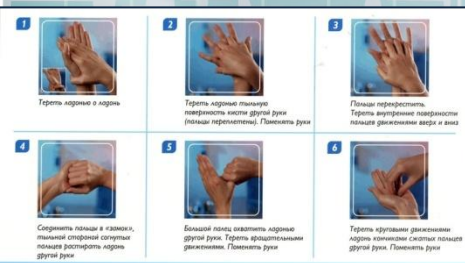 1
2
3
Тереть ладонью о ладонь
Тереть ладонью тыльную
поверхность кисти другой руки
(пальцы переплетены). Поменять руки
Пальцы перекрестить.
Тереть внутренние поверхности
пальцев движениями вверх и вниз
4
5
6
Соединить пальцы в «замок»,
тыльной стороной согнутых
пальцев растирать ладонь
другой руки
Большой палец охватить ладонью
другой руки. Тереть вращательными
движениями. Поменять руки
Тереть круговыми движениями
ладонь кончиками сжатых пальцев
другой руки. Поменять руки